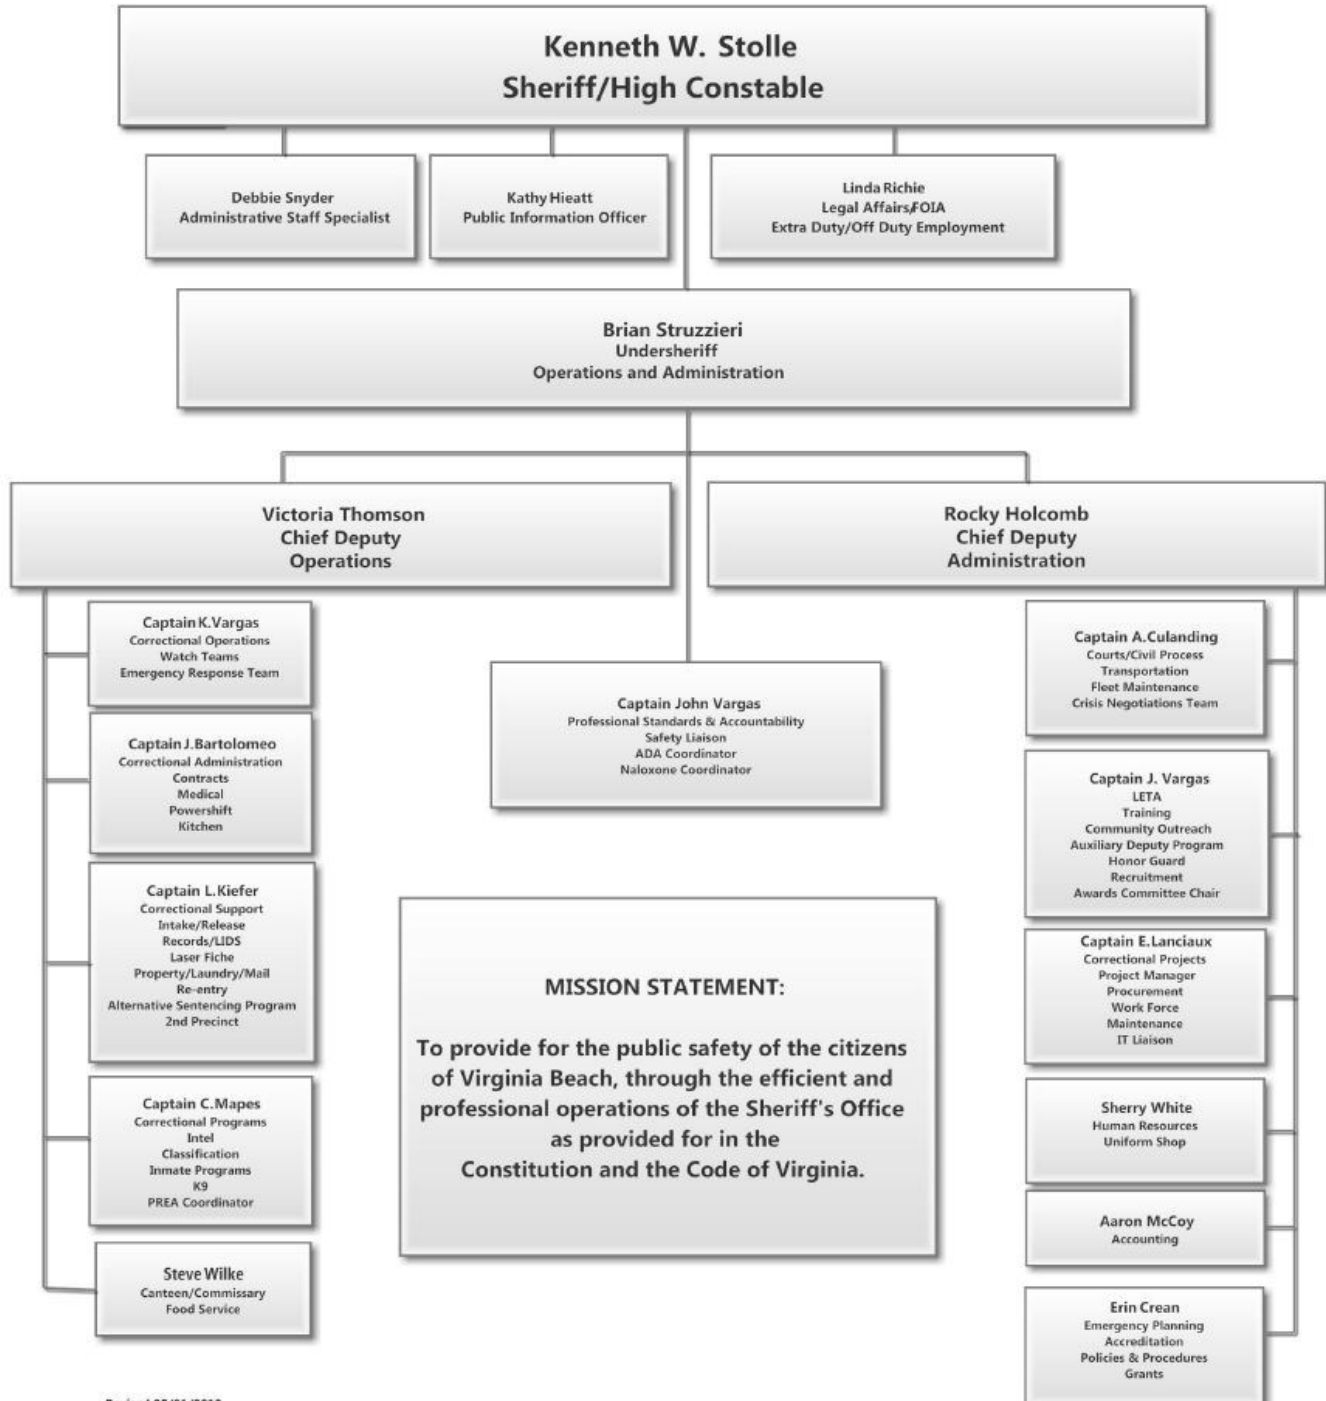 Kenneth W. Stolle
Sheriff/High Constable
Debbie Snyder
Administrative Staff Specialist
Kathy Hieatt
Public Information Officer
Linda Richie
Legal Affairs/FOIA
Extra Duty/Off Duty Employment
Brian Struzzieri
Undersheriff
Operations and Administration
Victoria Thomson
Chief Deputy
Operations
Rocky Holcomb
Chief Deputy
Administration
Captain K.Vargas
Correctional Operations
Watch Teams
Emergency Response Team
Captain J.Bartolomeo
Correctional Administration
Contracts
Medical
Powershift
Kitchen
Captain L.Kiefer
Correctional Support
Intake/Release
Records/LIDS
Laser Fiche
Property/Laundry/Mail
Re-entry
Alternative Sentencing Program
2nd Precinct
Captain C.Mapes
Correctional Programs
Intel
Classification
Inmate Programs
K9
PREA Coordinator
Steve Wilke
Canteen/Commissary
Food Service
Captain John Vargas
Professional Standards & Accountability
Safety Liaison
ADA Coordinator
Naloxone Coordinator
MISSION STATEMENT:
To provide for the public safety of the citizens
of Virginia Beach, through the efficient and
professional operations of the Sheriff's Office
as provided for in the
Constitution and the Code of Virginia.
Captain A.Culanding
Courts/Civil Process
Transportation
Fleet Maintenance
Crisis Negotiations Team
Captain J. Vargas
LETA
Training
Community Outreach
Auxiliary Deputy Program
Honor Guard
Recruitment
Awards Committee Chair
Captain E.Lanciaux
Correctional Projects
Project Manager
Procurement
Work Force
Maintenance
IT Liaison
Sherry White
Human Resources
Uniform Shop
Aaron McCoy
Accounting
Erin Crean
Emergency Planning
Accreditation
Policies & Procedures
Grants